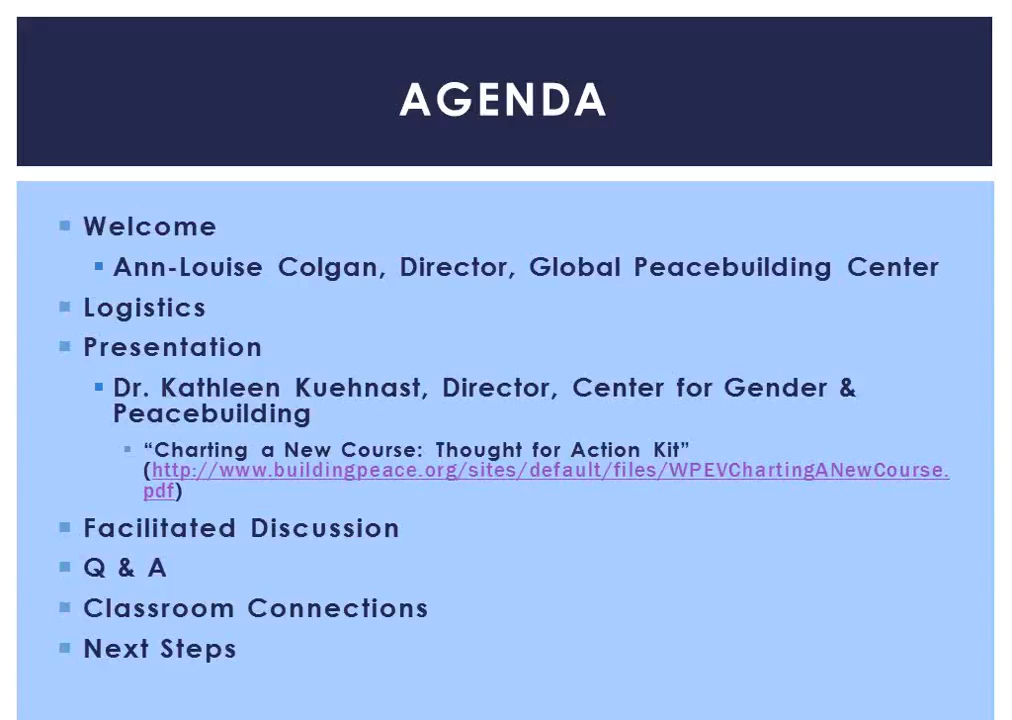 AGENDA
Welcome
Ann-Louise Colgan, Director, Global Peacebuilding Center
Logistics
Presentation
Dr. Kathleen Kuehnast, Director, Center for Gender &
Peacebuilding
“Charting a New Course: Thought for Action Kit”
(http://www.buildingpeace.org/sites/default/files/WPEVChartingANewCourse.
pdf)
Facilitated Discussion
Q & A
Classroom Connections
Next Steps